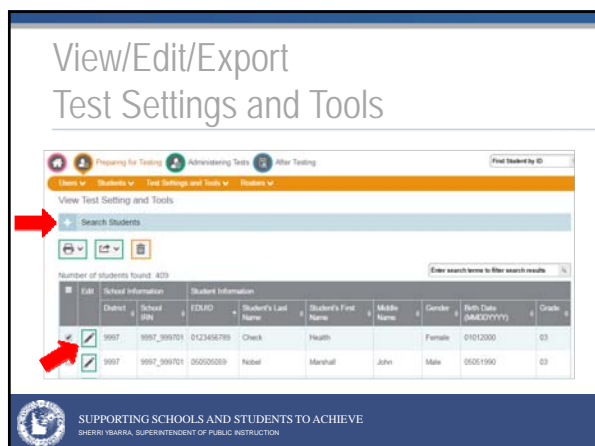 View/Edit/Export
Test Settings and Tools
Preparing for Testing Administering Tests After Testing Find Student by ID
Users Students Test Settings and Tools Rosters
View Test Setting and Tools
Search Students
Number of students found: 409 Enter search terms to filter search results
Edit School Information Student Information
District School IRN EDUID Student's Last Name Student's First Name Middle Name Gender Birth Date (MMDDYYYY) Grade
9997 9997_999701 0123456789 Check Health Female 01012000 03
9997 9997_999701 050505059 Nobel Marshall John Male 05051990 03
SUPPORTING SCHOOLS AND STUDENTS TO ACHIEVE
SHERRI YBARRA, SUPERINTENDENT OF PUBLIC INSTRUCTION